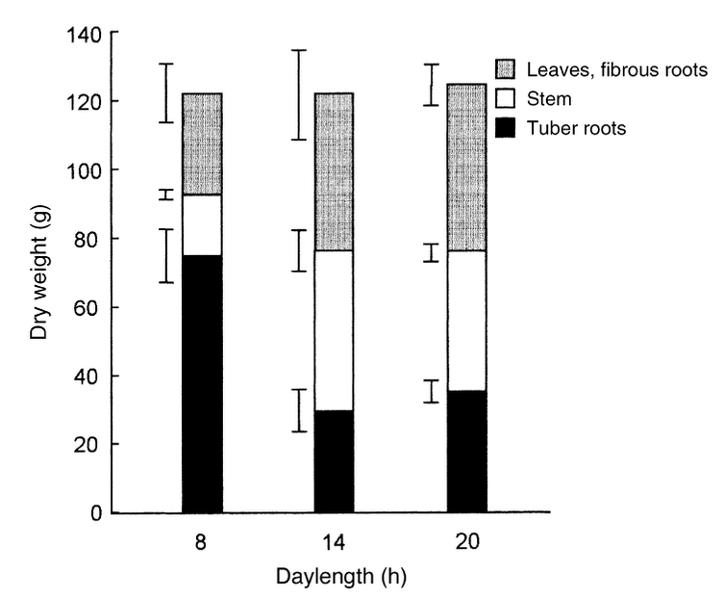 140
120
100
80
60
40
20
0
Dry weight (g)
8 14 20
Daylength (h)
Leaves, fibrous roots
Stem
Tuber roots